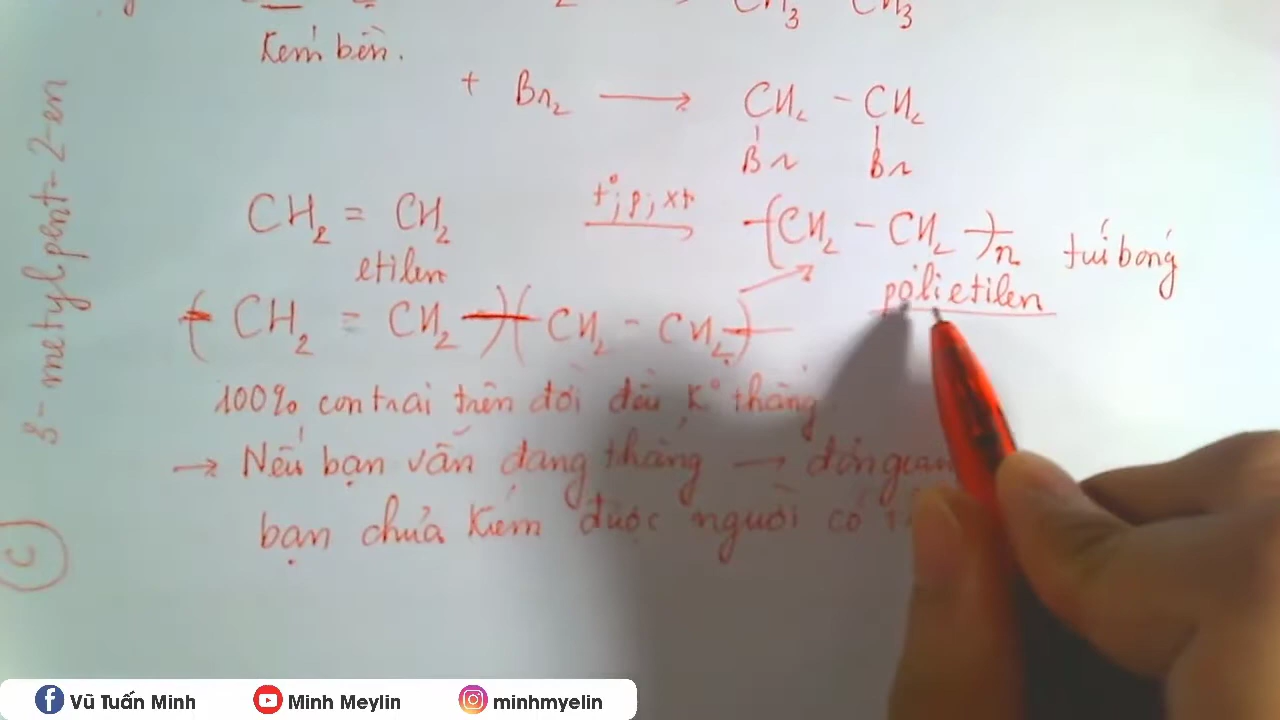 CH3 CH3
Kém bền.
+ Br2 ⟶ CH2 - CH2
Br Br
CH2 = CH2 t°, p, xt ⟶ (CH2 - CH2)n túi bóng
etilen
polietilen
(CH2 = CH2)(CH2 - CH2)
100% con trai trên đời đều K° thẳng
→ Nếu bạn vẫn đang thẳng → đơn giản
bạn chưa kiếm được người có
3-metylpent-2-en
C
Vũ Tuấn Minh
Minh Meylin
minhmyelin